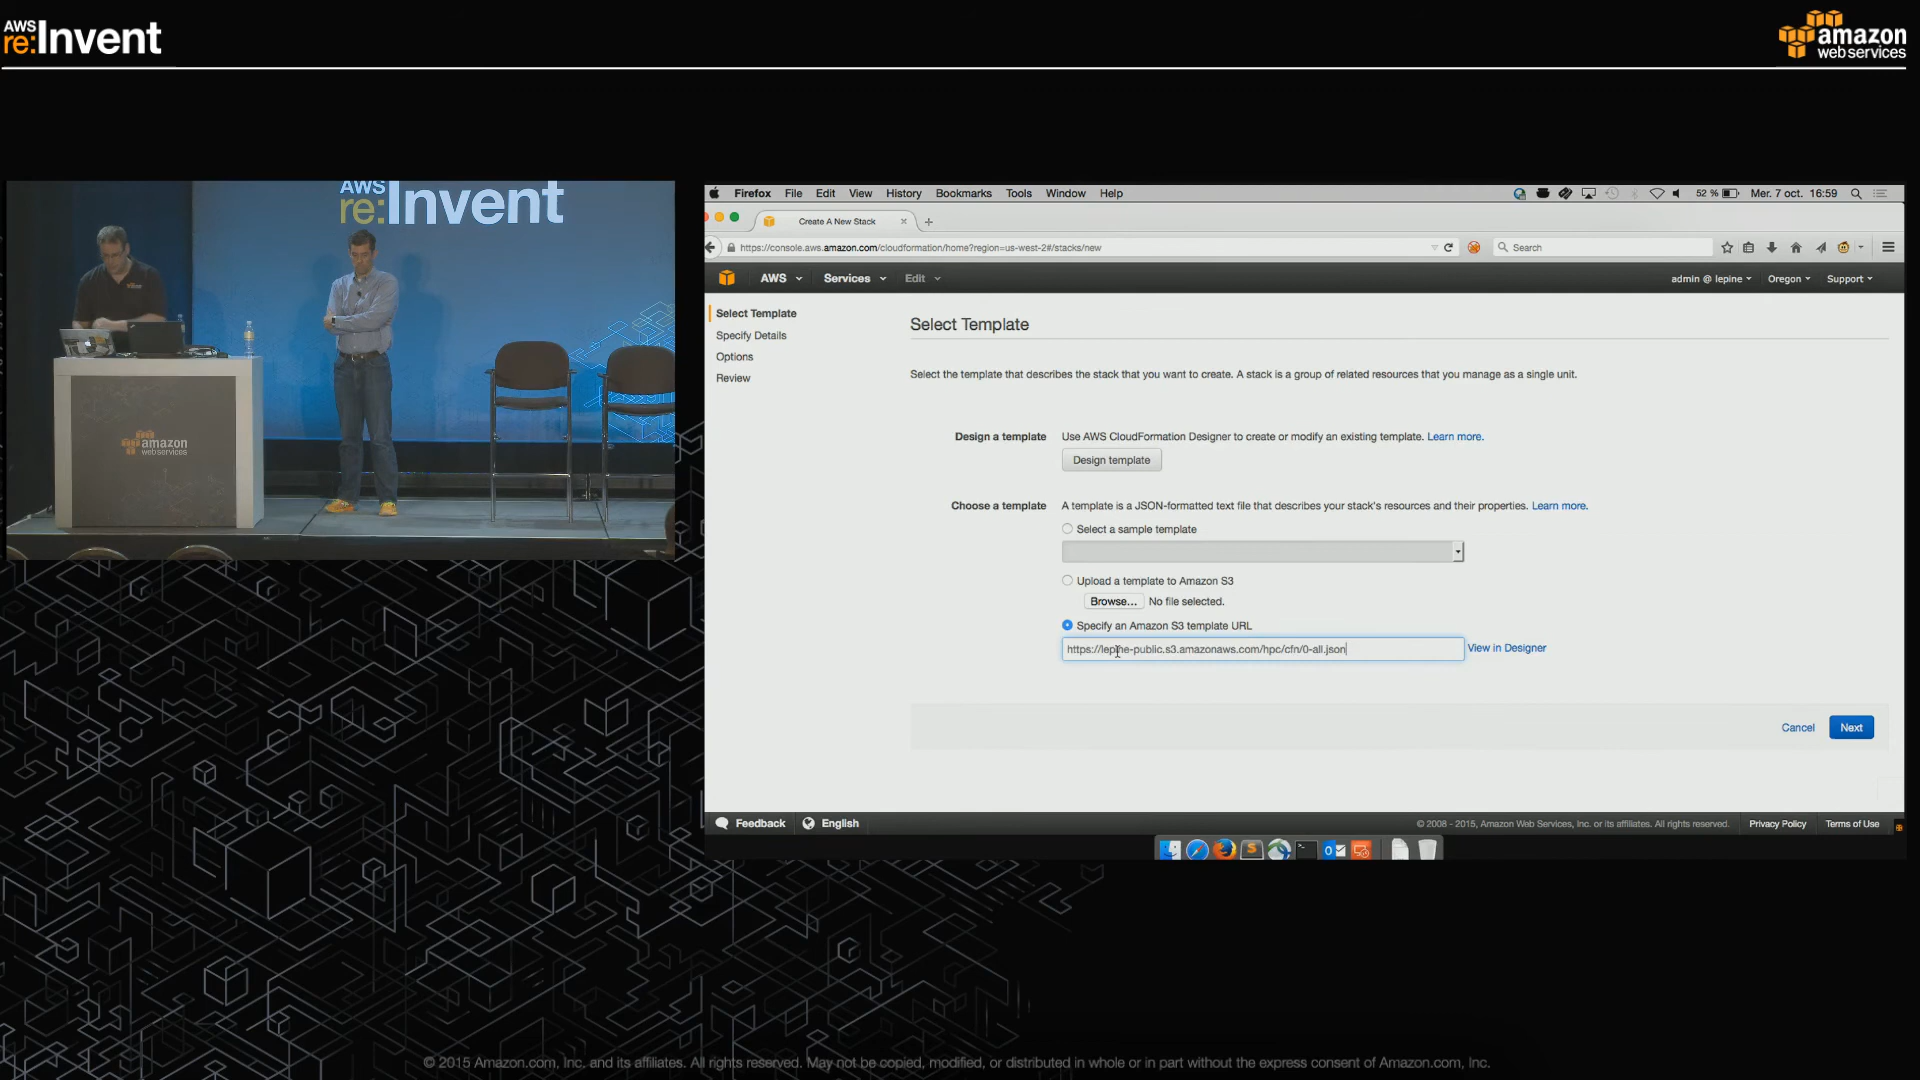 AWS
re:Invent
amazon
web services
AWS
re:Invent
amazon
web services
Firefox File Edit View History Bookmarks Tools Window Help
52 % Mer. 7 oct. 16:59
Create A New Stack
https://console.aws.amazon.com/cloudformation/home?region=us-west-2#/stacks/new
Search
AWS Services Edit
admin @ lepine Oregon Support
Select Template
Specify Details
Options
Review
Select Template
Select the template that describes the stack that you want to create. A stack is a group of related resources that you manage as a single unit.
Design a template Use AWS CloudFormation Designer to create or modify an existing template. Learn more.
Design template
Choose a template A template is a JSON-formatted text file that describes your stack's resources and their properties. Learn more.
Select a sample template
Upload a template to Amazon S3
Browse... No file selected.
Specify an Amazon S3 template URL
https://lepine-public.s3.amazonaws.com/hpc/cfn/0-all.json View in Designer
Cancel Next
Feedback English
© 2008 - 2015, Amazon Web Services, Inc. or its affiliates. All rights reserved. Privacy Policy Terms of Use
© 2015 Amazon.com, Inc. and its affiliates. All rights reserved. May not be copied, modified, or distributed in whole or in part without the express consent of Amazon.com, Inc.